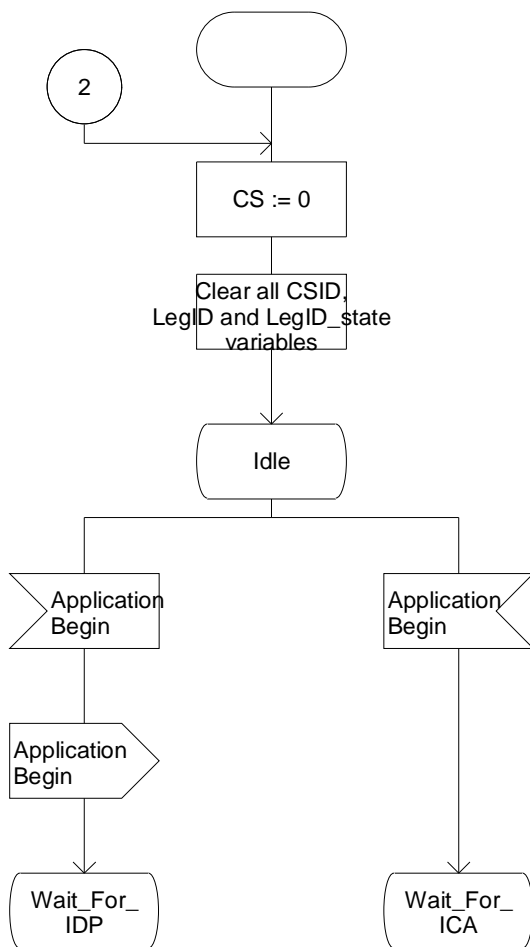 2
CS := 0
Clear all CSID,
LegID and LegID_state
variables
Idle
Application
Begin
Application
Begin
Application
Begin
Wait_For_
IDP
Wait_For_
ICA